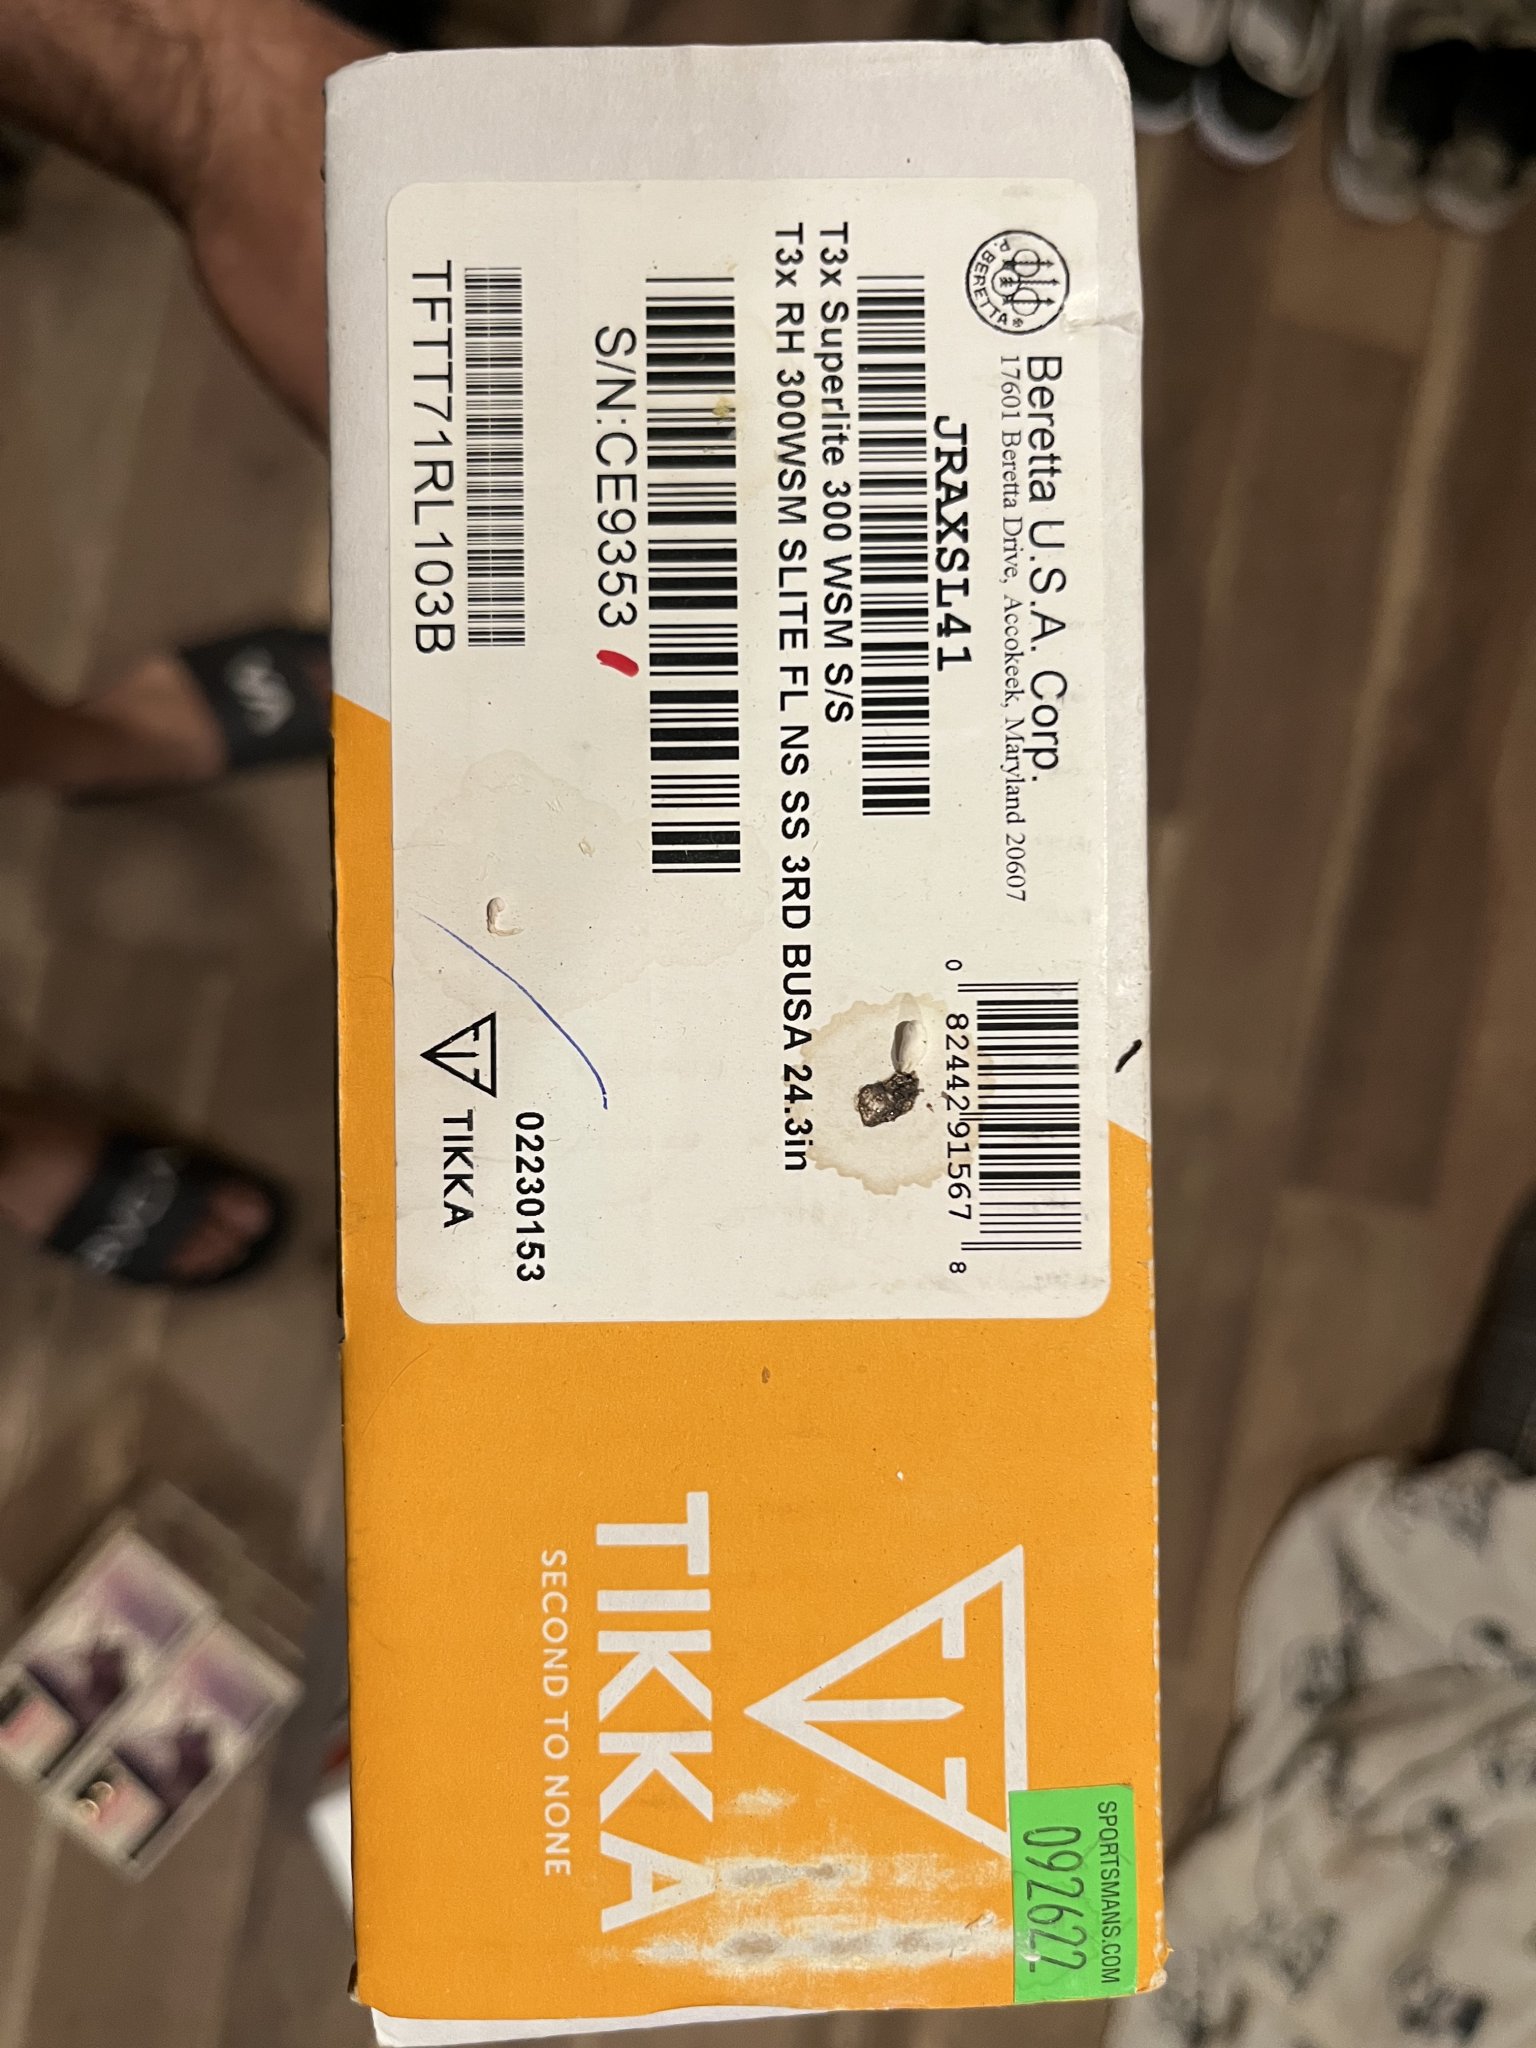 P. BERETTA
Beretta U.S.A. Corp.
17601 Beretta Drive, Accokeek, Maryland 20607
JRAXSL41
0 82442 91567 8
T3x Superlite 300 WSM S/S
T3x RH 300WSM SLITE FL NS SS 3RD BUSA 24.3in
S/N:CE9353
02230153
TFTT71RL103B
TIKKA
TIKKA
SECOND TO NONE
SPORTSMANS.COM
092622